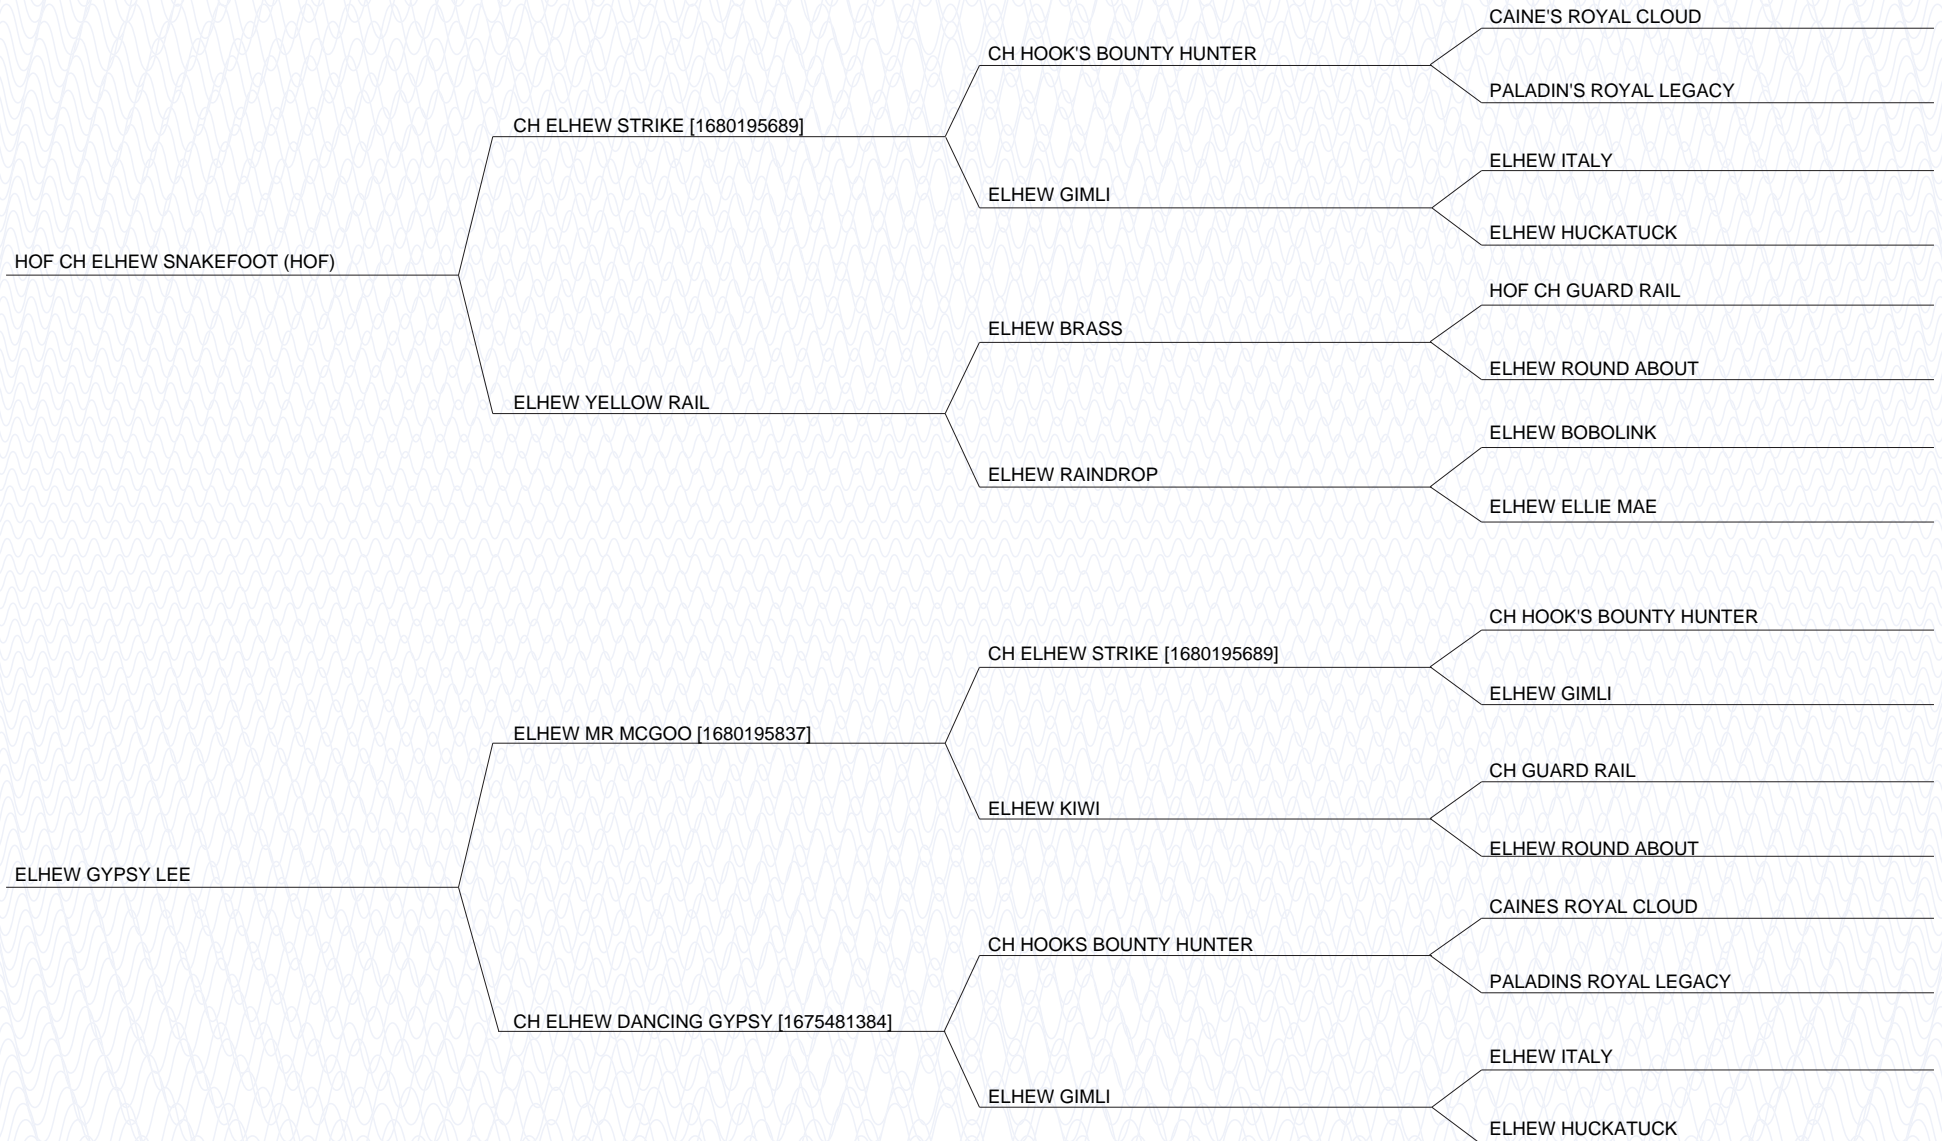 CAINE'S ROYAL CLOUD
CH HOOK'S BOUNTY HUNTER
PALADIN'S ROYAL LEGACY
CH ELHEW STRIKE [1680195689]
ELHEW ITALY
ELHEW GIMLI
ELHEW HUCKATUCK
HOF CH ELHEW SNAKEFOOT (HOF)
HOF CH GUARD RAIL
ELHEW BRASS
ELHEW ROUND ABOUT
ELHEW YELLOW RAIL
ELHEW BOBOLINK
ELHEW RAINDROP
ELHEW ELLIE MAE
CH HOOK'S BOUNTY HUNTER
CH ELHEW STRIKE [1680195689]
ELHEW GIMLI
ELHEW MR MCGOO [1680195837]
CH GUARD RAIL
ELHEW KIWI
ELHEW ROUND ABOUT
ELHEW GYPSY LEE
CAINES ROYAL CLOUD
CH HOOKS BOUNTY HUNTER
PALADINS ROYAL LEGACY
CH ELHEW DANCING GYPSY [1675481384]
ELHEW ITALY
ELHEW GIMLI
ELHEW HUCKATUCK